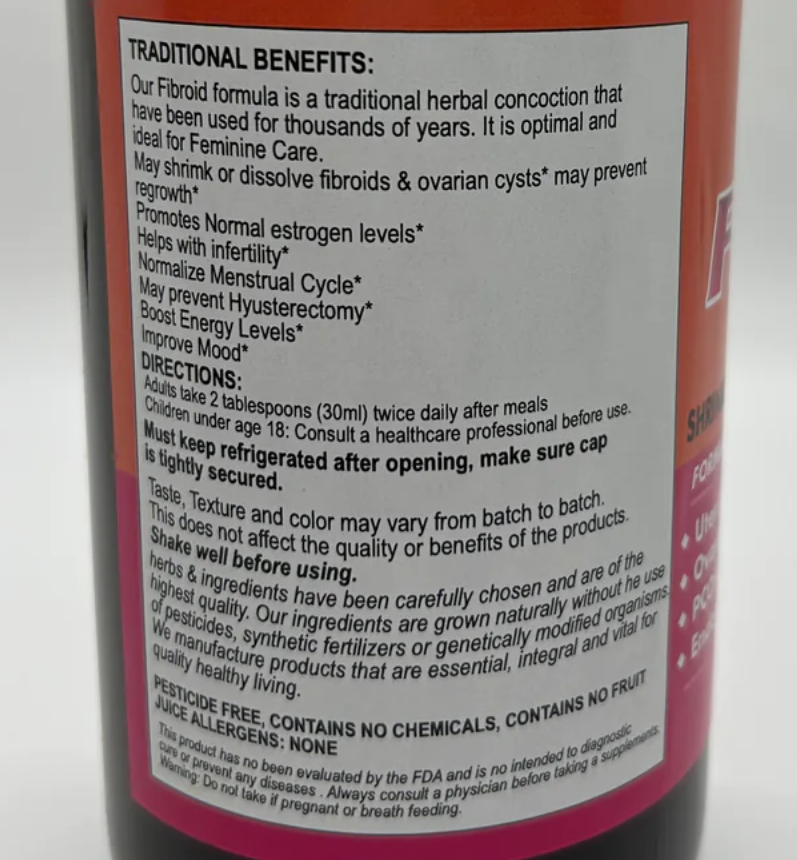 TRADITIONAL BENEFITS:
Our Fibroid formula is a traditional herbal concoction that
have been used for thousands of years. It is optimal and
ideal for Feminine Care.
May shrimk or dissolve fibroids & ovarian cysts* may prevent
regrowth*
Promotes Normal estrogen levels*
Helps with infertility*
Normalize Menstrual Cycle*
May prevent Hyusterectomy*
Boost Energy Levels*
Improve Mood*
DIRECTIONS:
Adults take 2 tablespoons (30ml) twice daily after meals
Children under age 18: Consult a healthcare professional before use.
Must keep refrigerated after opening, make sure cap
is tightly secured.
Taste, Texture and color may vary from batch to batch.
This does not affect the quality or benefits of the products.
Shake well before using.
herbs & ingredients have been carefully chosen and are of the
highest quality. Our ingredients are grown naturally without he use
of pesticides, synthetic fertilizers or genetically modified organisms.
We manufacture products that are essential, integral and vital for
quality healthy living.
PESTICIDE FREE, CONTAINS NO CHEMICALS, CONTAINS NO FRUIT
JUICE ALLERGENS: NONE
This product has no been evaluated by the FDA and is no intended to diagnostic
cure or prevent any diseases . Always consult a physician before taking a supplements.
Warning: Do not take if pregnant or breath feeding.